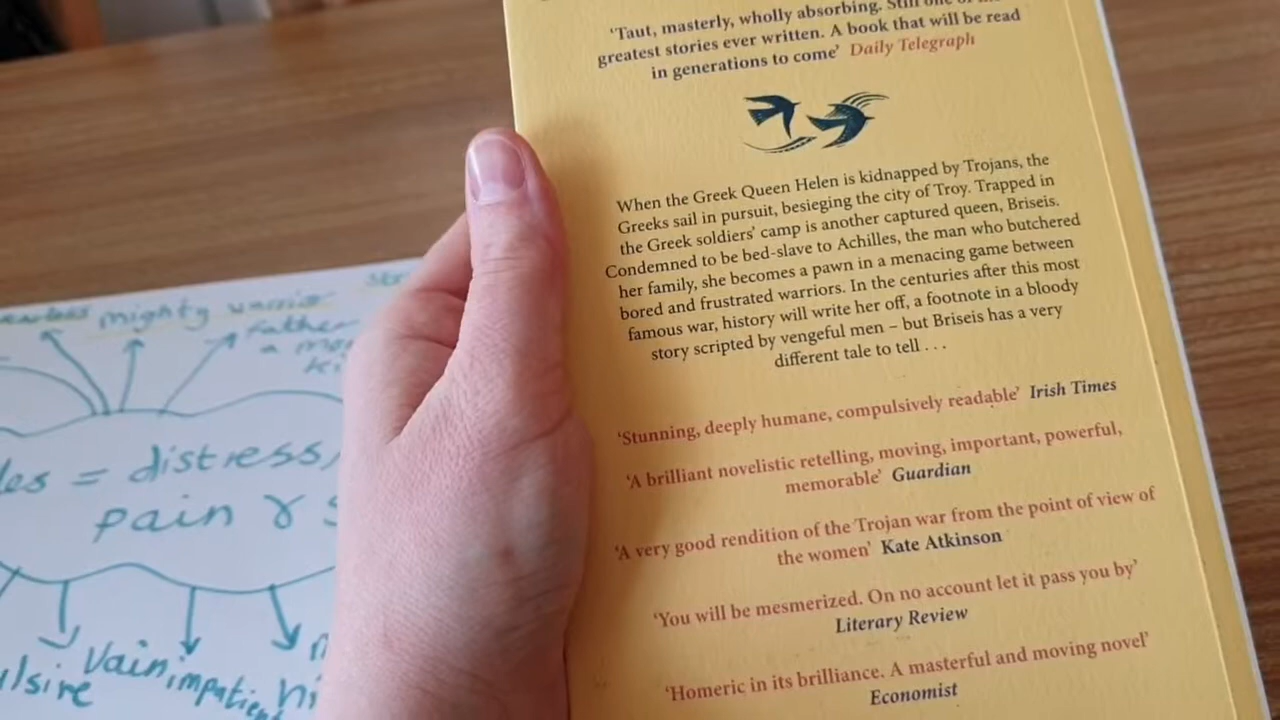 'Taut, masterly, wholly absorbing. Still one of the
greatest stories ever written. A book that will be read
in generations to come' Daily Telegraph
When the Greek Queen Helen is kidnapped by Trojans, the
Greeks sail in pursuit, besieging the city of Troy. Trapped in
the Greek soldiers' camp is another captured queen, Briseis.
Condemned to be bed-slave to Achilles, the man who butchered
her family, she becomes a pawn in a menacing game between
bored and frustrated warriors. In the centuries after this most
famous war, history will write her off, a footnote in a bloody
story scripted by vengeful men – but Briseis has a very
different tale to tell . . .
'Stunning, deeply humane, compulsively readable' Irish Times
'A brilliant novelistic retelling, moving, important, powerful,
memorable' Guardian
'A very good rendition of the Trojan war from the point of view of
the women' Kate Atkinson
'You will be mesmerized. On no account let it pass you by'
Literary Review
'Homeric in its brilliance. A masterful and moving novel'
Economist
mighty warrior
Father
a
= distress,
pain &
vain